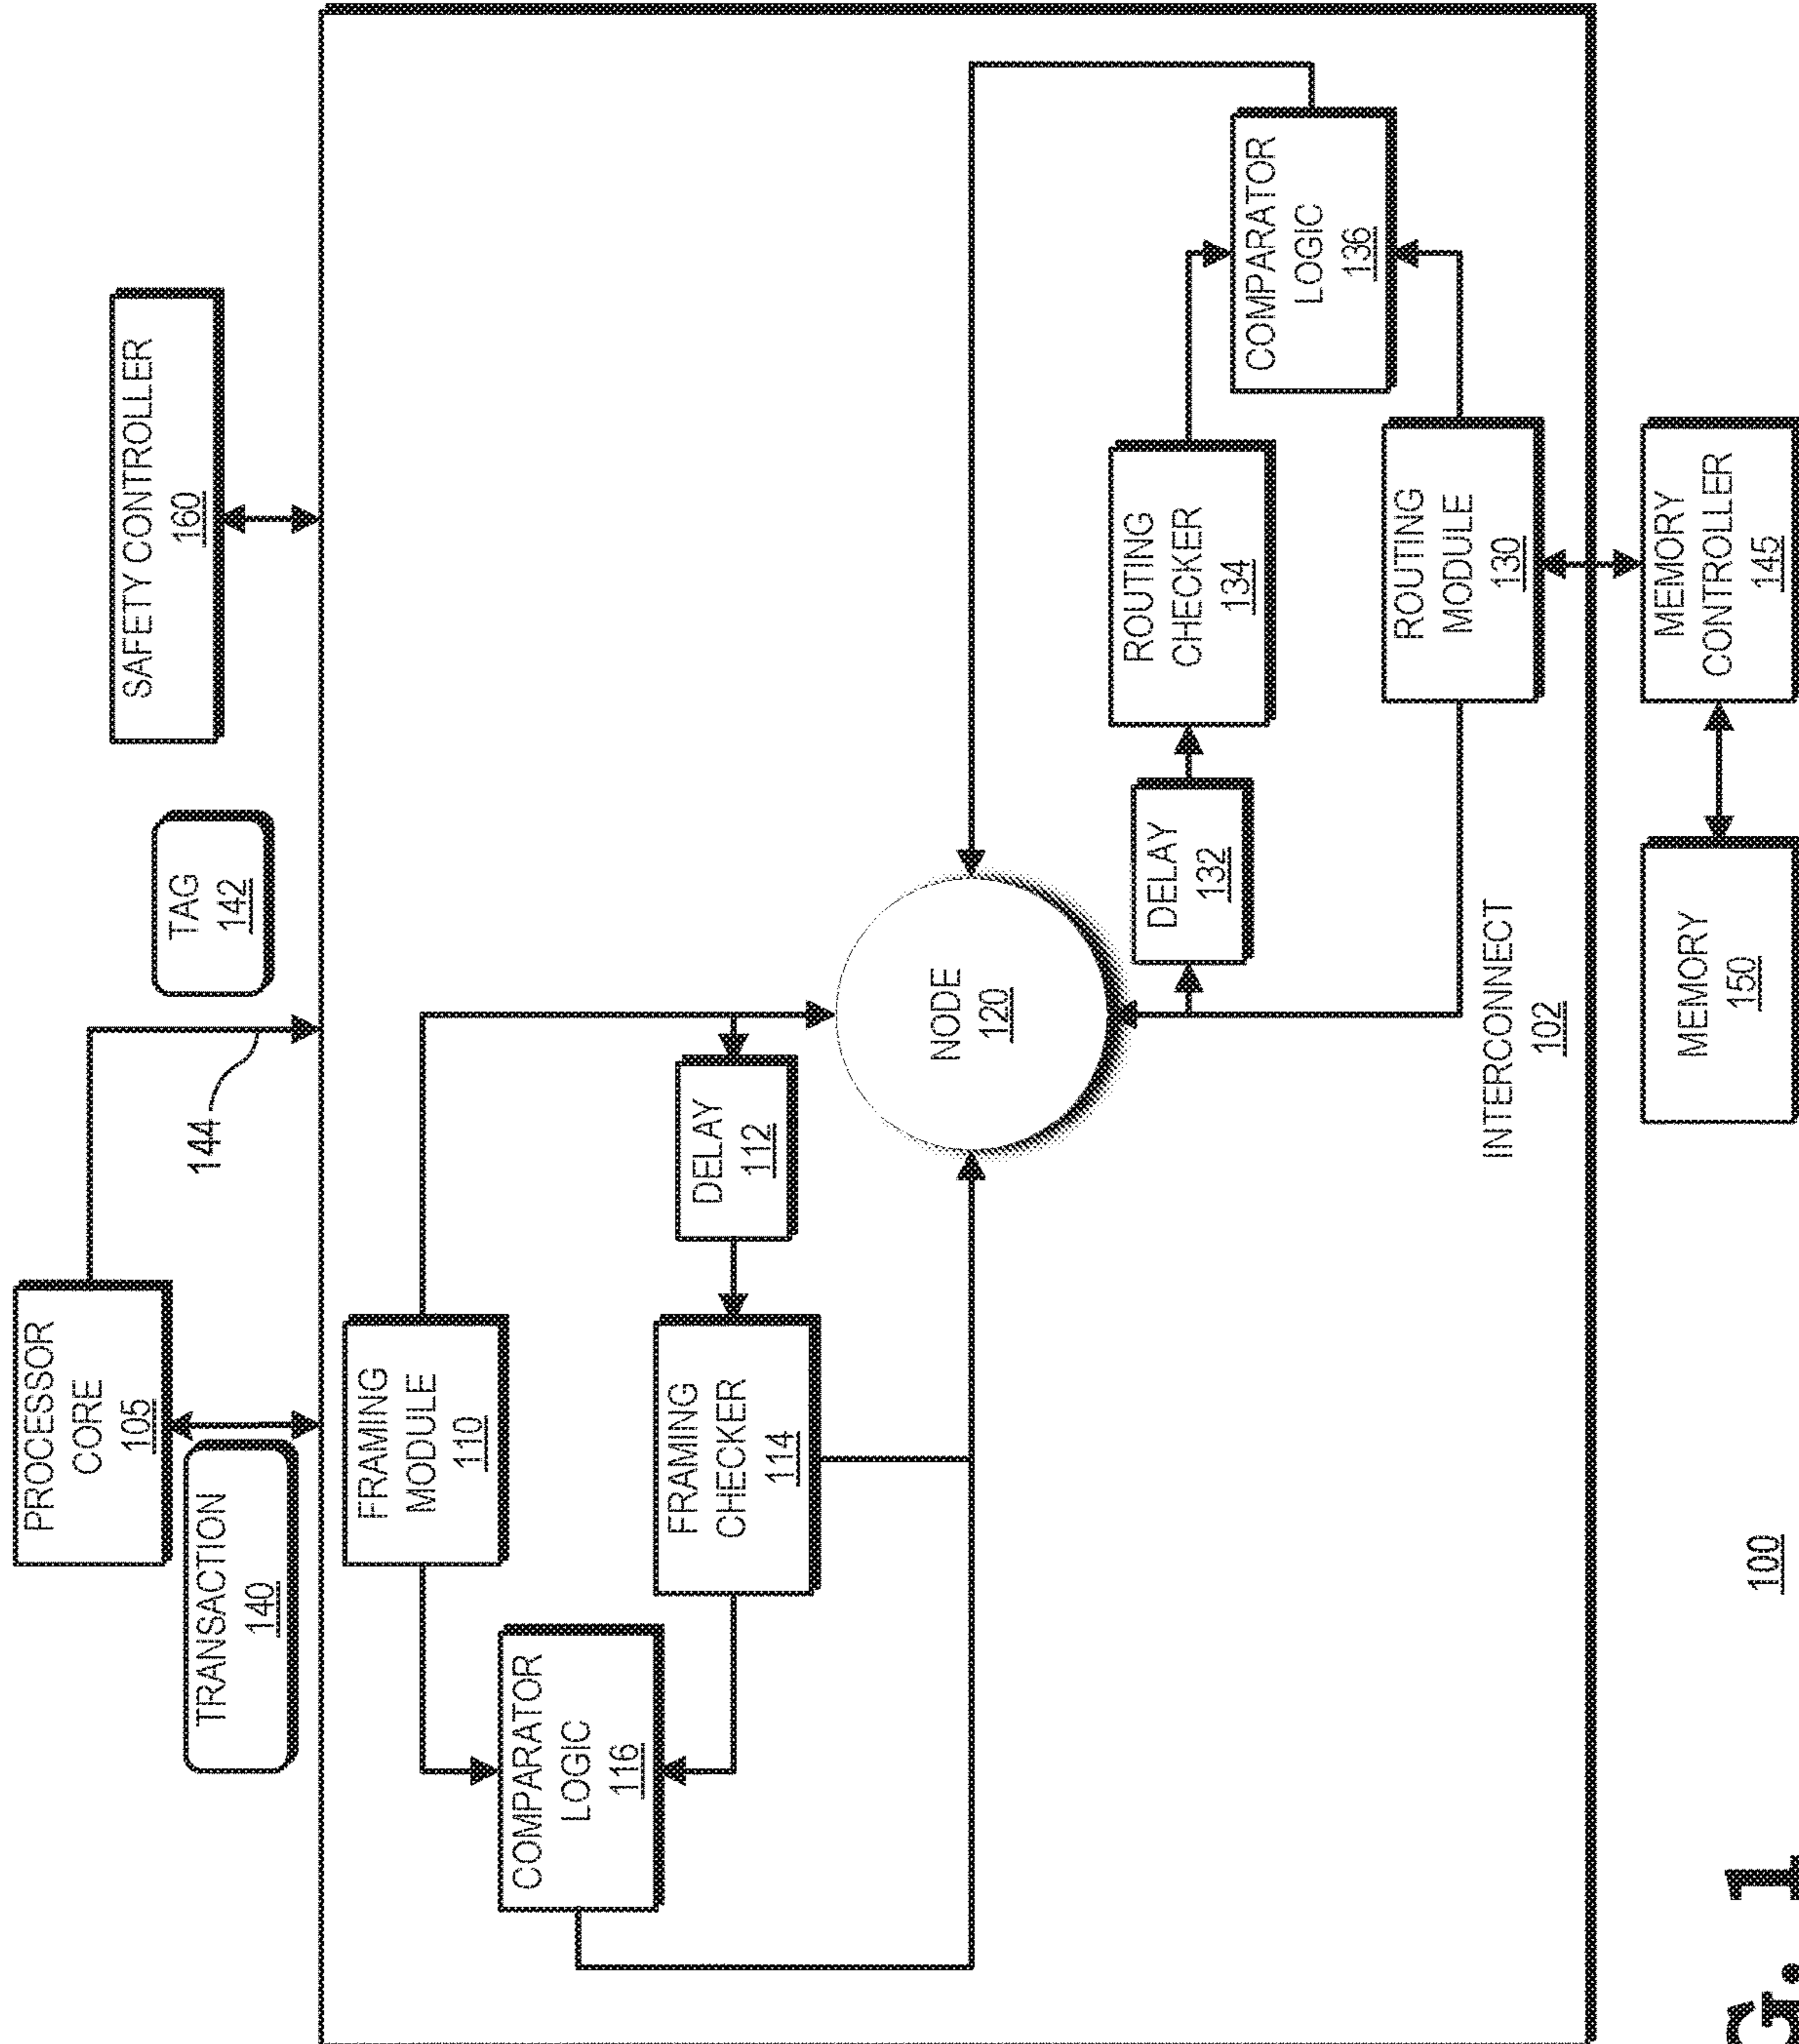 PROCESSOR
CORE
105
TRANSACTION
140
144
TAG
142
SAFETY CONTROLLER
160
FRAMING
MODULE
110
COMPARATOR
LOGIC
116
FRAMING
CHECKER
114
DELAY
112
NODE
120
DELAY
132
ROUTING
CHECKER
134
COMPARATOR
LOGIC
136
ROUTING
MODULE
130
INTERCONNECT
102
MEMORY
150
MEMORY
CONTROLLER
145
100
G. 1